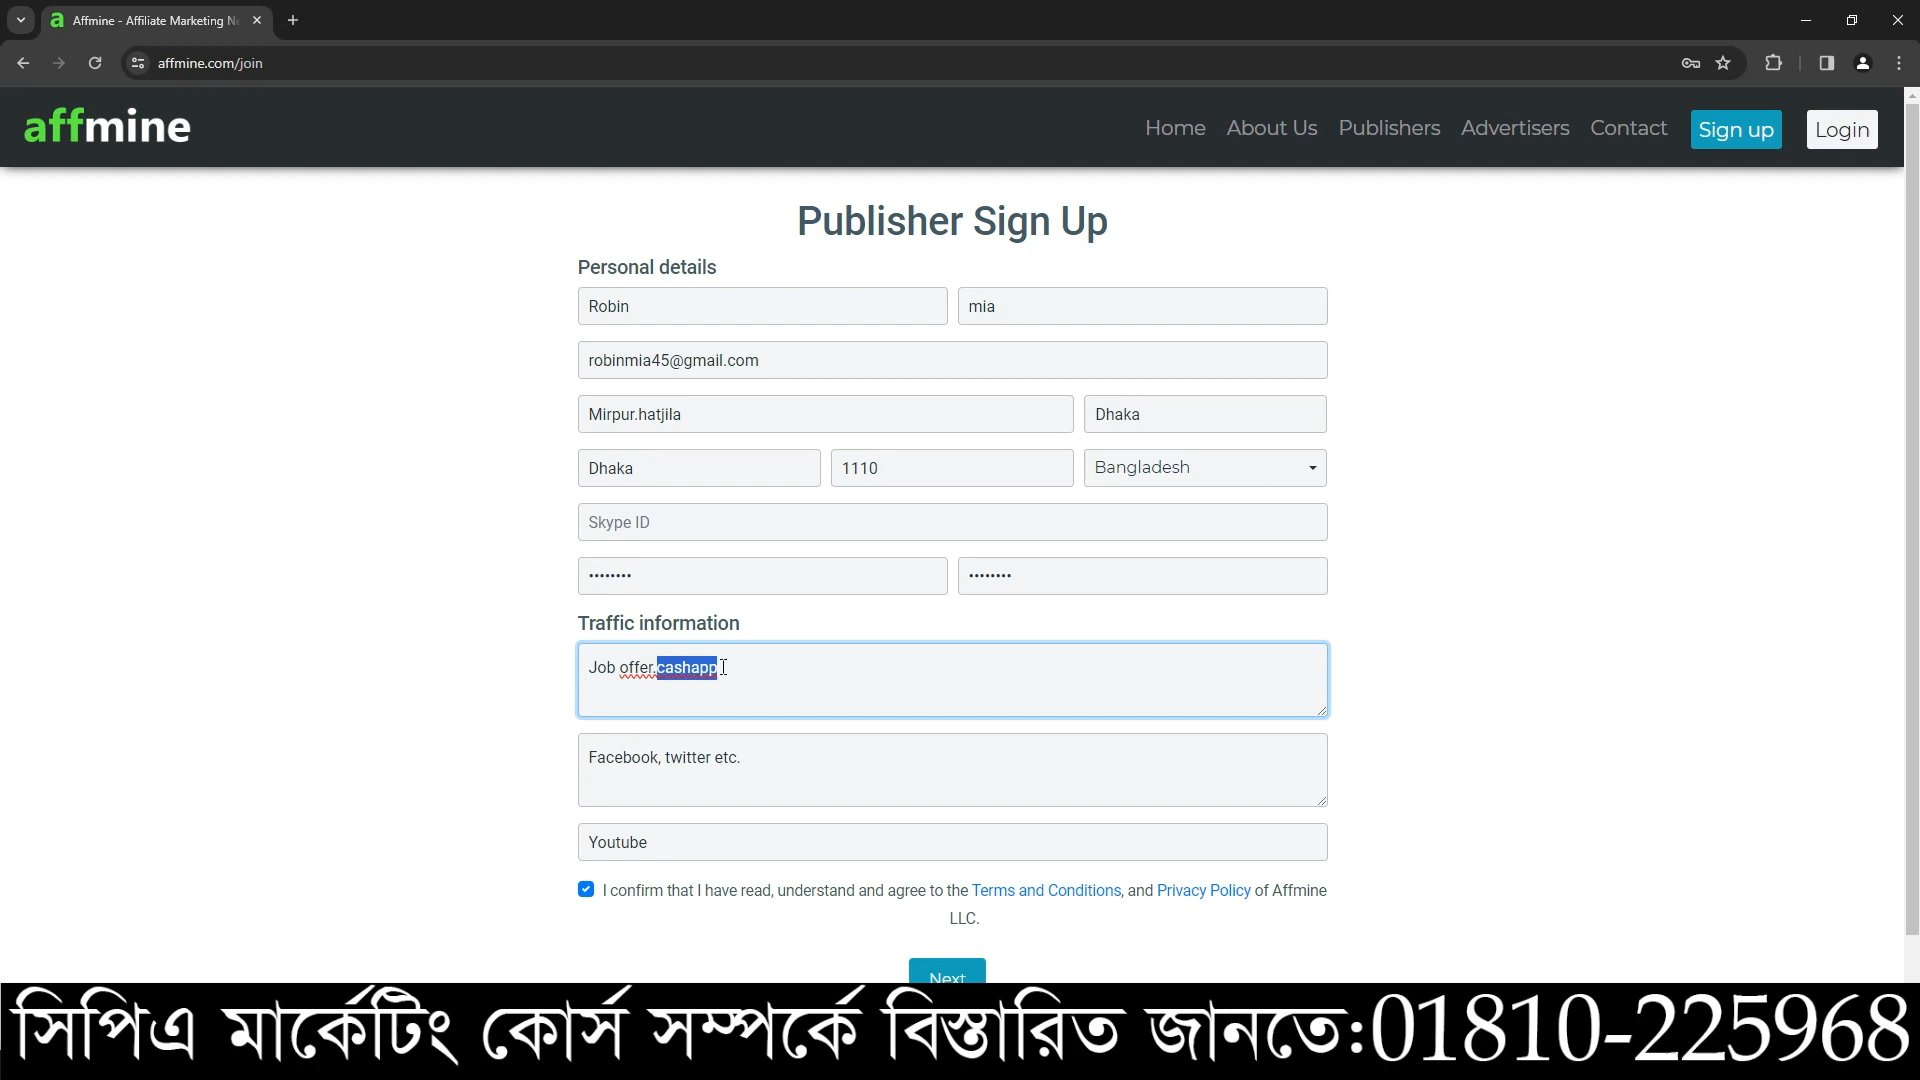 Affmine - Affiliate Marketing N
affmine.com/join
affmine
Home About Us Publishers Advertisers Contact Sign up Login
Publisher Sign Up
Personal details
Robin mia
robinmia45@gmail.com
Mirpur.hatjila Dhaka
Dhaka 1110 Bangladesh
Skype ID
•••••••• ••••••••
Traffic information
Job offer.cashapp
Facebook, twitter etc.
Youtube
I confirm that I have read, understand and agree to the Terms and Conditions, and Privacy Policy of Affmine
LLC.
Next
সিপিএ মার্কেটিং কোর্স সম্পর্কে বিস্তারিত জানতে:01810-225968